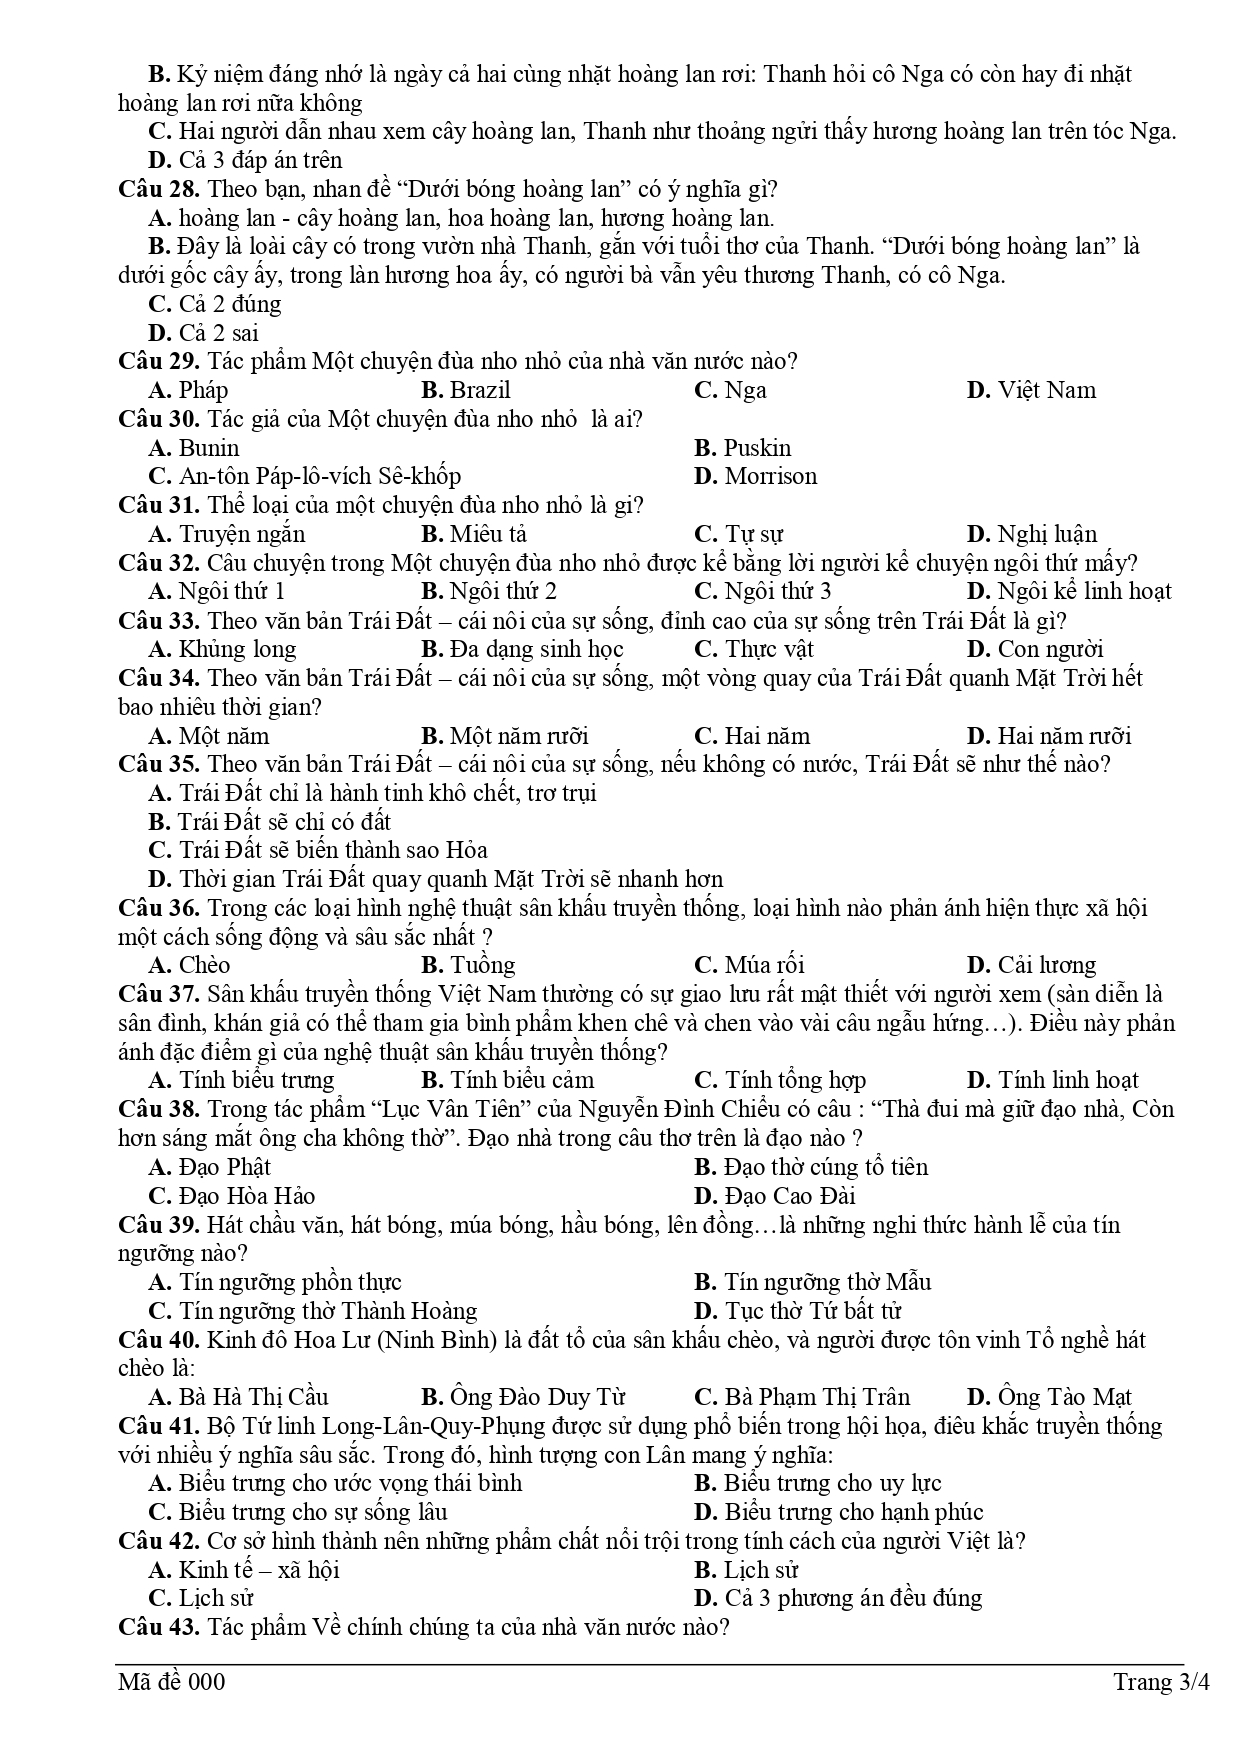 B. Kỷ niệm đáng nhớ là ngày cả hai cùng nhặt hoàng lan rơi: Thanh hỏi cô Nga có còn hay đi nhặt
hoàng lan rơi nữa không
C. Hai người dẫn nhau xem cây hoàng lan, Thanh như thoảng ngửi thấy hương hoàng lan trên tóc Nga.
D. Cả 3 đáp án trên
Câu 28. Theo bạn, nhan đề “Dưới bóng hoàng lan” có ý nghĩa gì?
A. hoàng lan - cây hoàng lan, hoa hoàng lan, hương hoàng lan.
B. Đây là loài cây có trong vườn nhà Thanh, gắn với tuổi thơ của Thanh. “Dưới bóng hoàng lan” là
dưới gốc cây ấy, trong làn hương hoa ấy, có người bà vẫn yêu thương Thanh, có cô Nga.
C. Cả 2 đúng
D. Cả 2 sai
Câu 29. Tác phẩm Một chuyện đùa nho nhỏ của nhà văn nước nào?
A. Pháp B. Brazil C. Nga D. Việt Nam
Câu 30. Tác giả của Một chuyện đùa nho nhỏ là ai?
A. Bunin B. Puskin
C. An-tôn Páp-lô-vích Sê-khốp D. Morrison
Câu 31. Thể loại của một chuyện đùa nho nhỏ là gi?
A. Truyện ngắn B. Miêu tả C. Tự sự D. Nghị luận
Câu 32. Câu chuyện trong Một chuyện đùa nho nhỏ được kể bằng lời người kể chuyện ngôi thứ mấy?
A. Ngôi thứ 1 B. Ngôi thứ 2 C. Ngôi thứ 3 D. Ngôi kể linh hoạt
Câu 33. Theo văn bản Trái Đất – cái nôi của sự sống, đỉnh cao của sự sống trên Trái Đất là gì?
A. Khủng long B. Đa dạng sinh học C. Thực vật D. Con người
Câu 34. Theo văn bản Trái Đất – cái nôi của sự sống, một vòng quay của Trái Đất quanh Mặt Trời hết
bao nhiêu thời gian?
A. Một năm B. Một năm rưỡi C. Hai năm D. Hai năm rưỡi
Câu 35. Theo văn bản Trái Đất – cái nôi của sự sống, nếu không có nước, Trái Đất sẽ như thế nào?
A. Trái Đất chỉ là hành tinh khô chết, trơ trụi
B. Trái Đất sẽ chỉ có đất
C. Trái Đất sẽ biến thành sao Hỏa
D. Thời gian Trái Đất quay quanh Mặt Trời sẽ nhanh hơn
Câu 36. Trong các loại hình nghệ thuật sân khấu truyền thống, loại hình nào phản ánh hiện thực xã hội
một cách sống động và sâu sắc nhất ?
A. Chèo B. Tuồng C. Múa rối D. Cải lương
Câu 37. Sân khấu truyền thống Việt Nam thường có sự giao lưu rất mật thiết với người xem (sàn diễn là
sân đình, khán giả có thể tham gia bình phẩm khen chê và chen vào vài câu ngẫu hứng…). Điều này phản
ánh đặc điểm gì của nghệ thuật sân khấu truyền thống?
A. Tính biểu trưng B. Tính biểu cảm C. Tính tổng hợp D. Tính linh hoạt
Câu 38. Trong tác phẩm “Lục Vân Tiên” của Nguyễn Đình Chiểu có câu : “Thà đui mà giữ đạo nhà, Còn
hơn sáng mắt ông cha không thờ”. Đạo nhà trong câu thơ trên là đạo nào ?
A. Đạo Phật B. Đạo thờ cúng tổ tiên
C. Đạo Hòa Hảo D. Đạo Cao Đài
Câu 39. Hát chầu văn, hát bóng, múa bóng, hầu bóng, lên đồng…là những nghi thức hành lễ của tín
ngưỡng nào?
A. Tín ngưỡng phồn thực B. Tín ngưỡng thờ Mẫu
C. Tín ngưỡng thờ Thành Hoàng D. Tục thờ Tứ bất tử
Câu 40. Kinh đô Hoa Lư (Ninh Bình) là đất tổ của sân khấu chèo, và người được tôn vinh Tổ nghề hát
chèo là:
A. Bà Hà Thị Cầu B. Ông Đào Duy Từ C. Bà Phạm Thị Trân D. Ông Tào Mạt
Câu 41. Bộ Tứ linh Long-Lân-Quy-Phụng được sử dụng phổ biến trong hội họa, điêu khắc truyền thống
với nhiều ý nghĩa sâu sắc. Trong đó, hình tượng con Lân mang ý nghĩa:
A. Biểu trưng cho ước vọng thái bình B. Biểu trưng cho uy lực
C. Biểu trưng cho sự sống lâu D. Biểu trưng cho hạnh phúc
Câu 42. Cơ sở hình thành nên những phẩm chất nổi trội trong tính cách của người Việt là?
A. Kinh tế – xã hội B. Lịch sử
C. Lịch sử D. Cả 3 phương án đều đúng
Câu 43. Tác phẩm Về chính chúng ta của nhà văn nước nào?
Mã đề 000 Trang 3/4